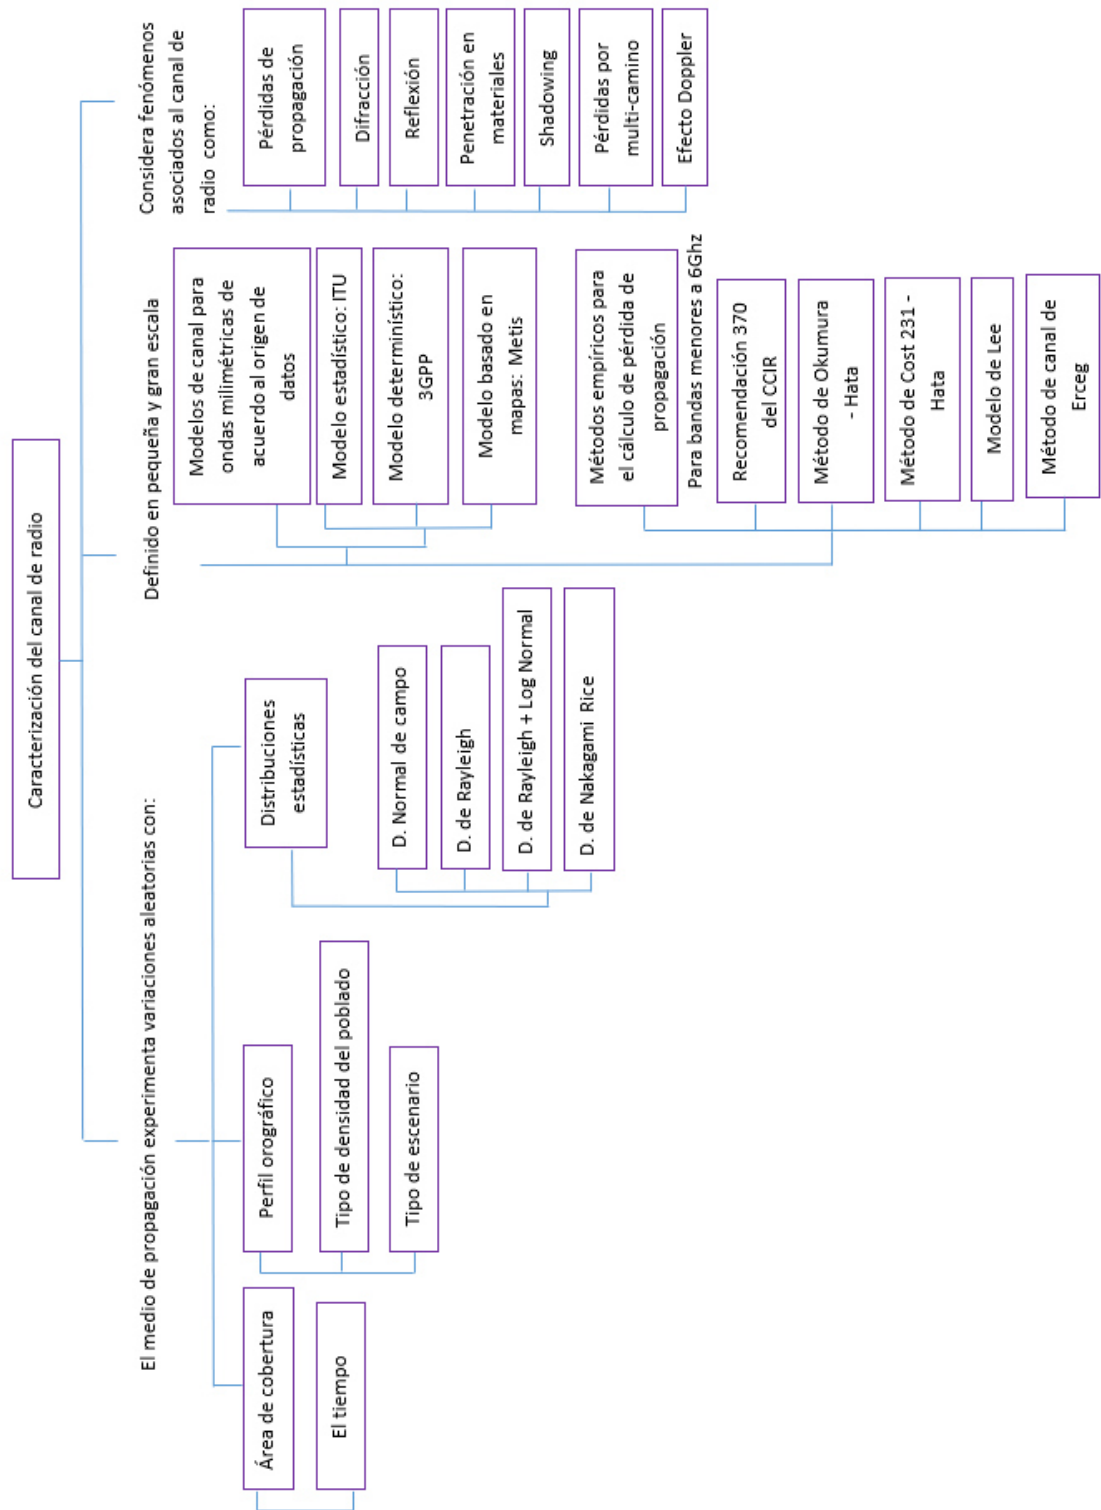 Caracterización del canal de radio
El medio de propagación experimenta variaciones aleatorias con:
Área de cobertura
El tiempo
Perfil orográfico
Tipo de densidad del poblado
Tipo de escenario
Distribuciones
estadísticas
D. Normal de campo
D. de Rayleigh
D. de Rayleigh + Log Normal
D. de Nakagami Rice
Definido en pequeña y gran escala
Modelos de canal para
ondas milimétricas de
acuerdo al origen de
datos
Modelo estadístico: ITU
Modelo determinístico:
3GPP
Modelo basado en
mapas: Metis
Métodos empíricos para
el cálculo de pérdida de
propagación
Para bandas menores a 6Ghz
Recomendación 370
del CCIR
Método de Okumura
- Hata
Método de Cost 231 -
Hata
Modelo de Lee
Método de canal de
Erceg
Considera fenómenos
asociados al canal de
radio como:
Pérdidas de
propagación
Difracción
Reflexión
Penetración en
materiales
Shadowing
Pérdidas por
multi-camino
Efecto Doppler